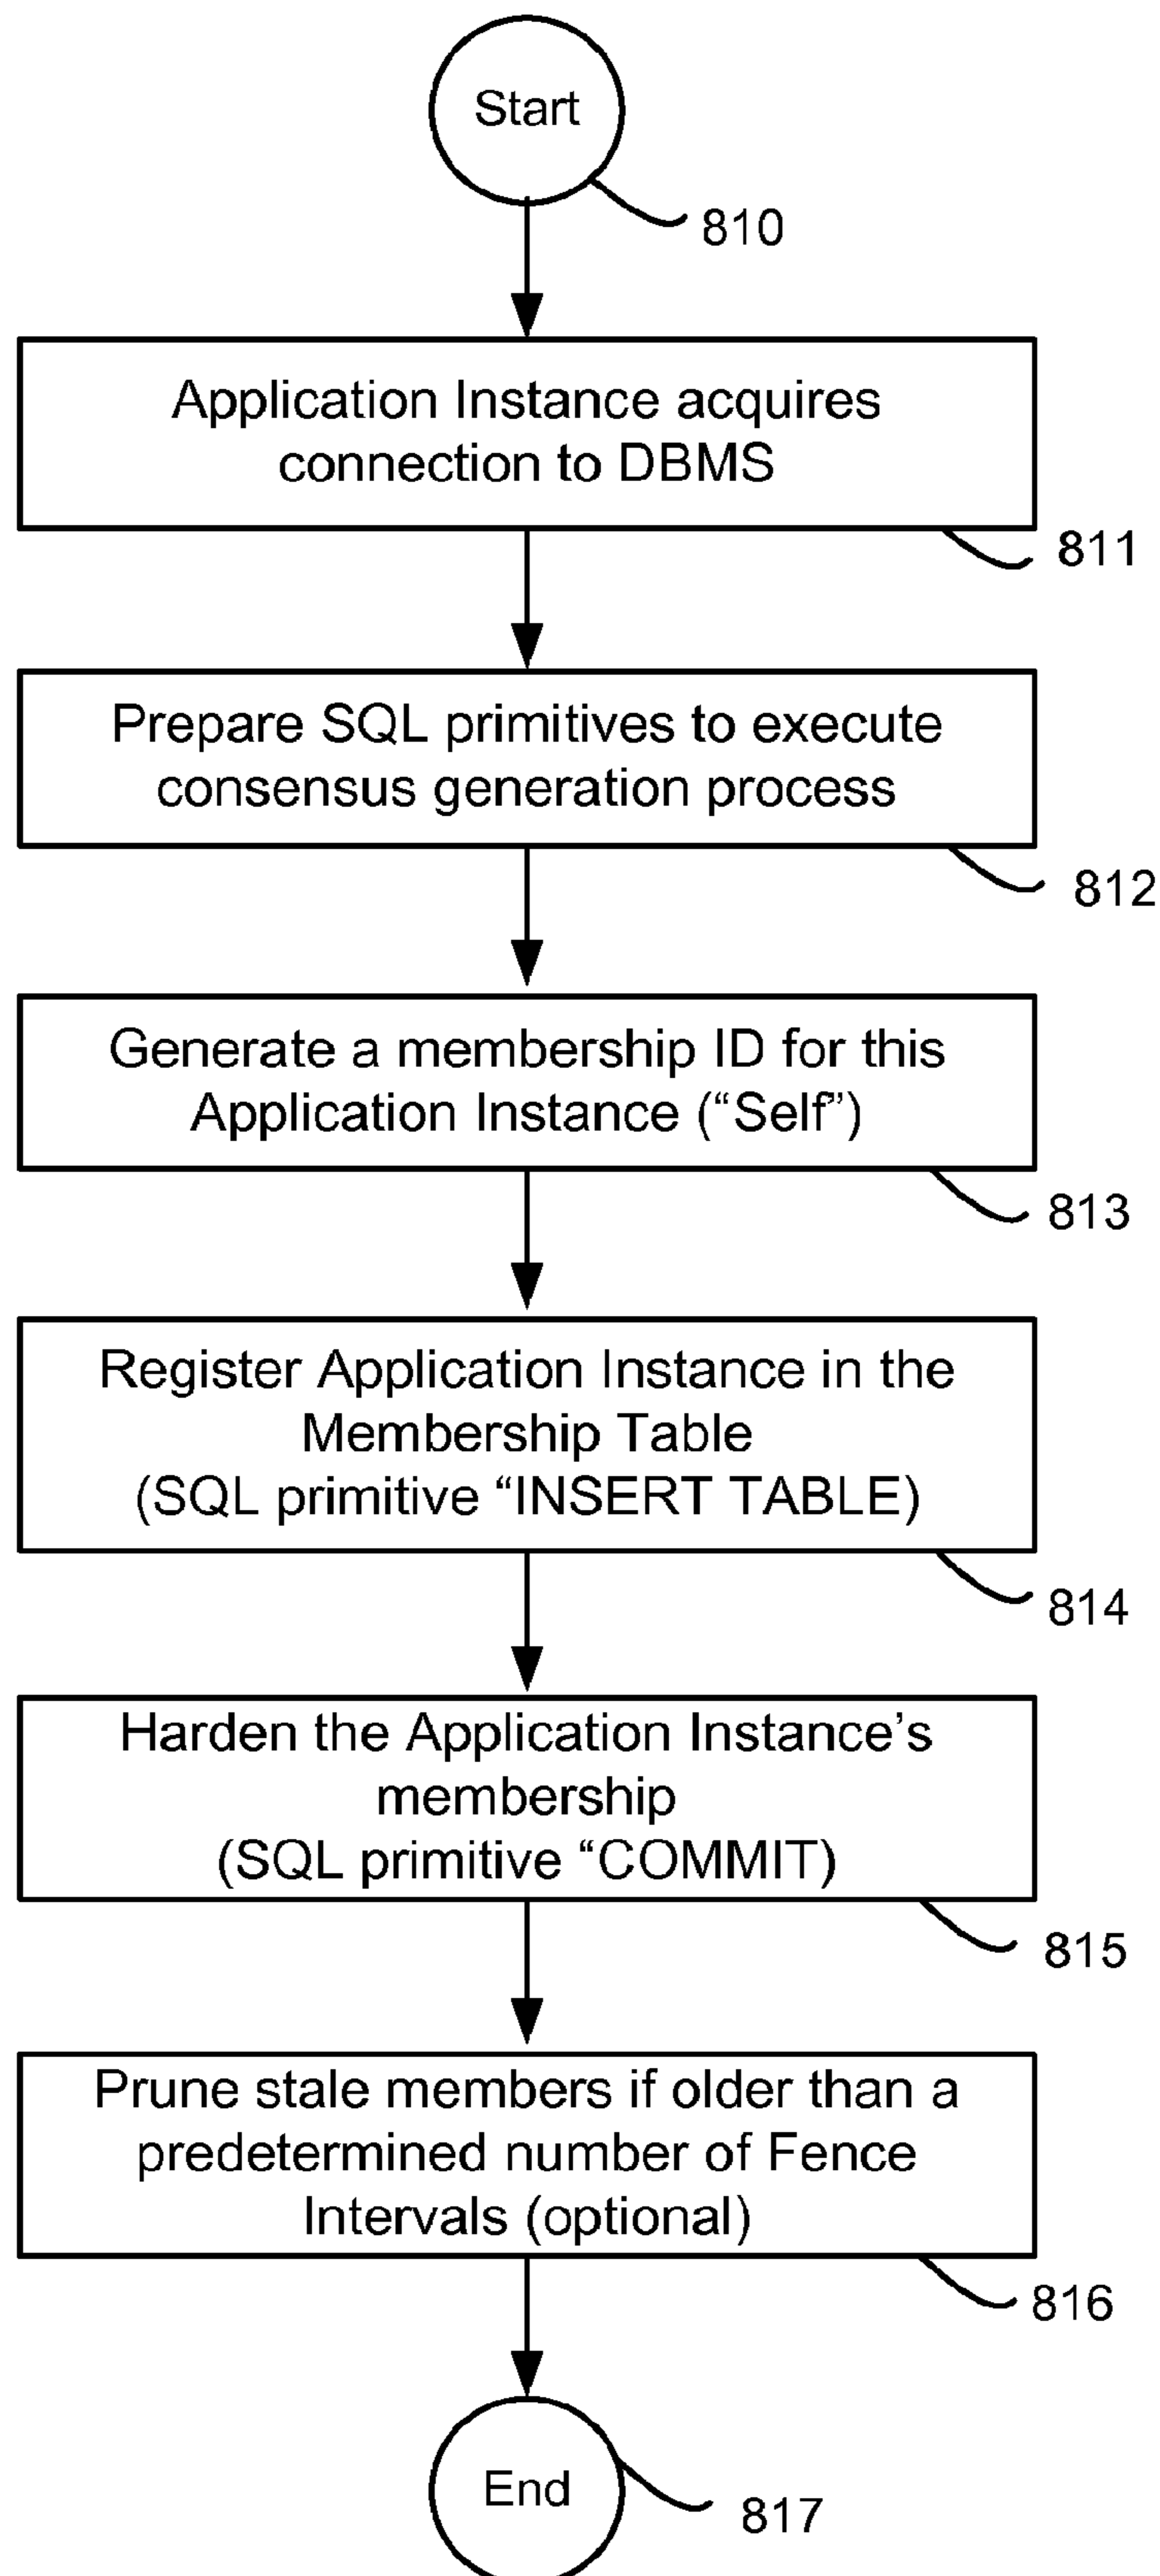 Start
810
Application Instance acquires
connection to DBMS
811
Prepare SQL primitives to execute
consensus generation process
812
Generate a membership ID for this
Application Instance (“Self”)
813
Register Application Instance in the
Membership Table
(SQL primitive “INSERT TABLE)
814
Harden the Application Instance’s
membership
(SQL primitive “COMMIT)
815
Prune stale members if older than a
predetermined number of Fence
Intervals (optional)
816
End
817